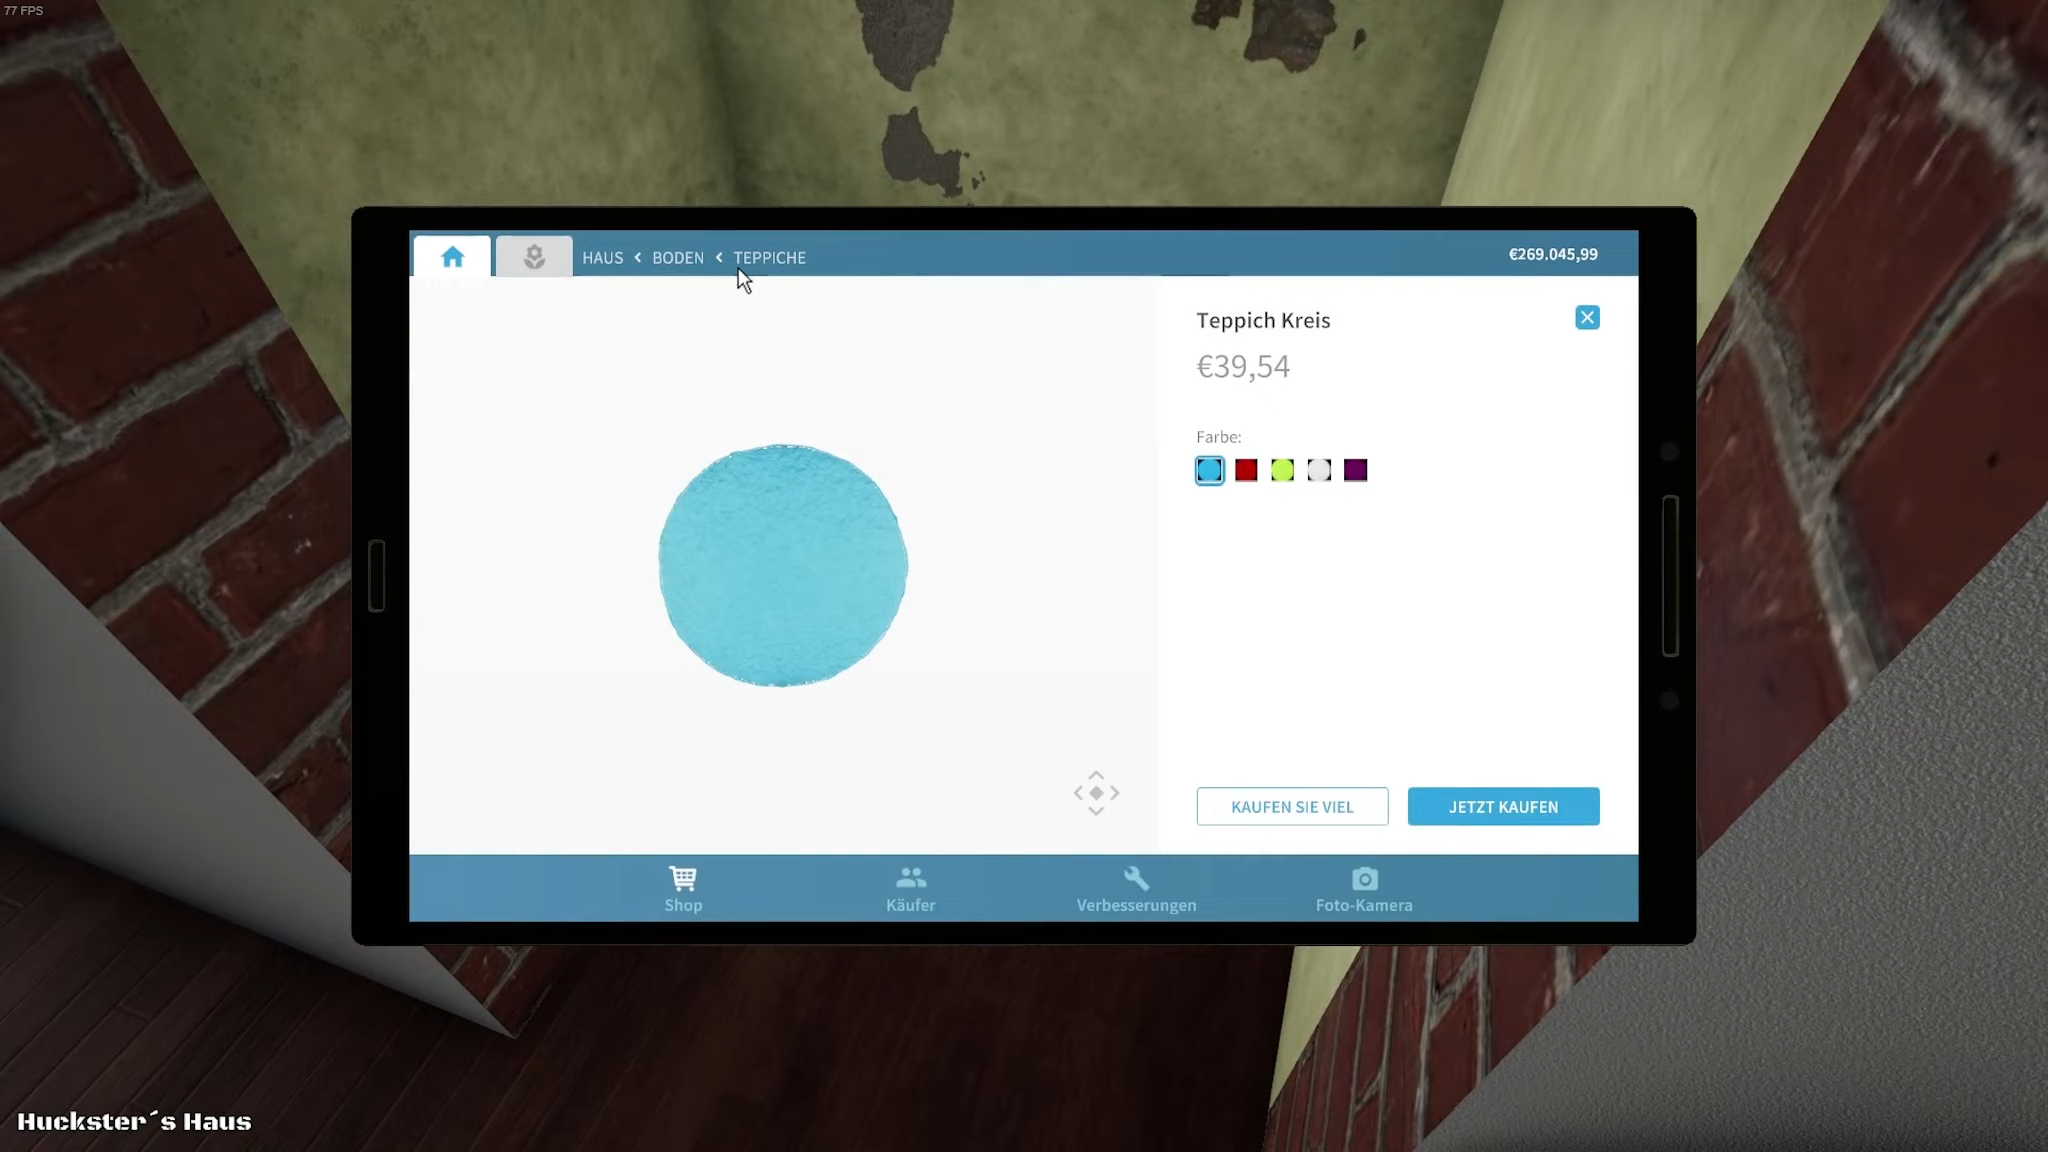 77 FPS
HAUS < BODEN < TEPPICHE
€269.045,99
Teppich Kreis
€39,54
Farbe:
KAUFEN SIE VIEL
JETZT KAUFEN
Shop
Käufer
Verbesserungen
Foto-Kamera
Huckster´s Haus